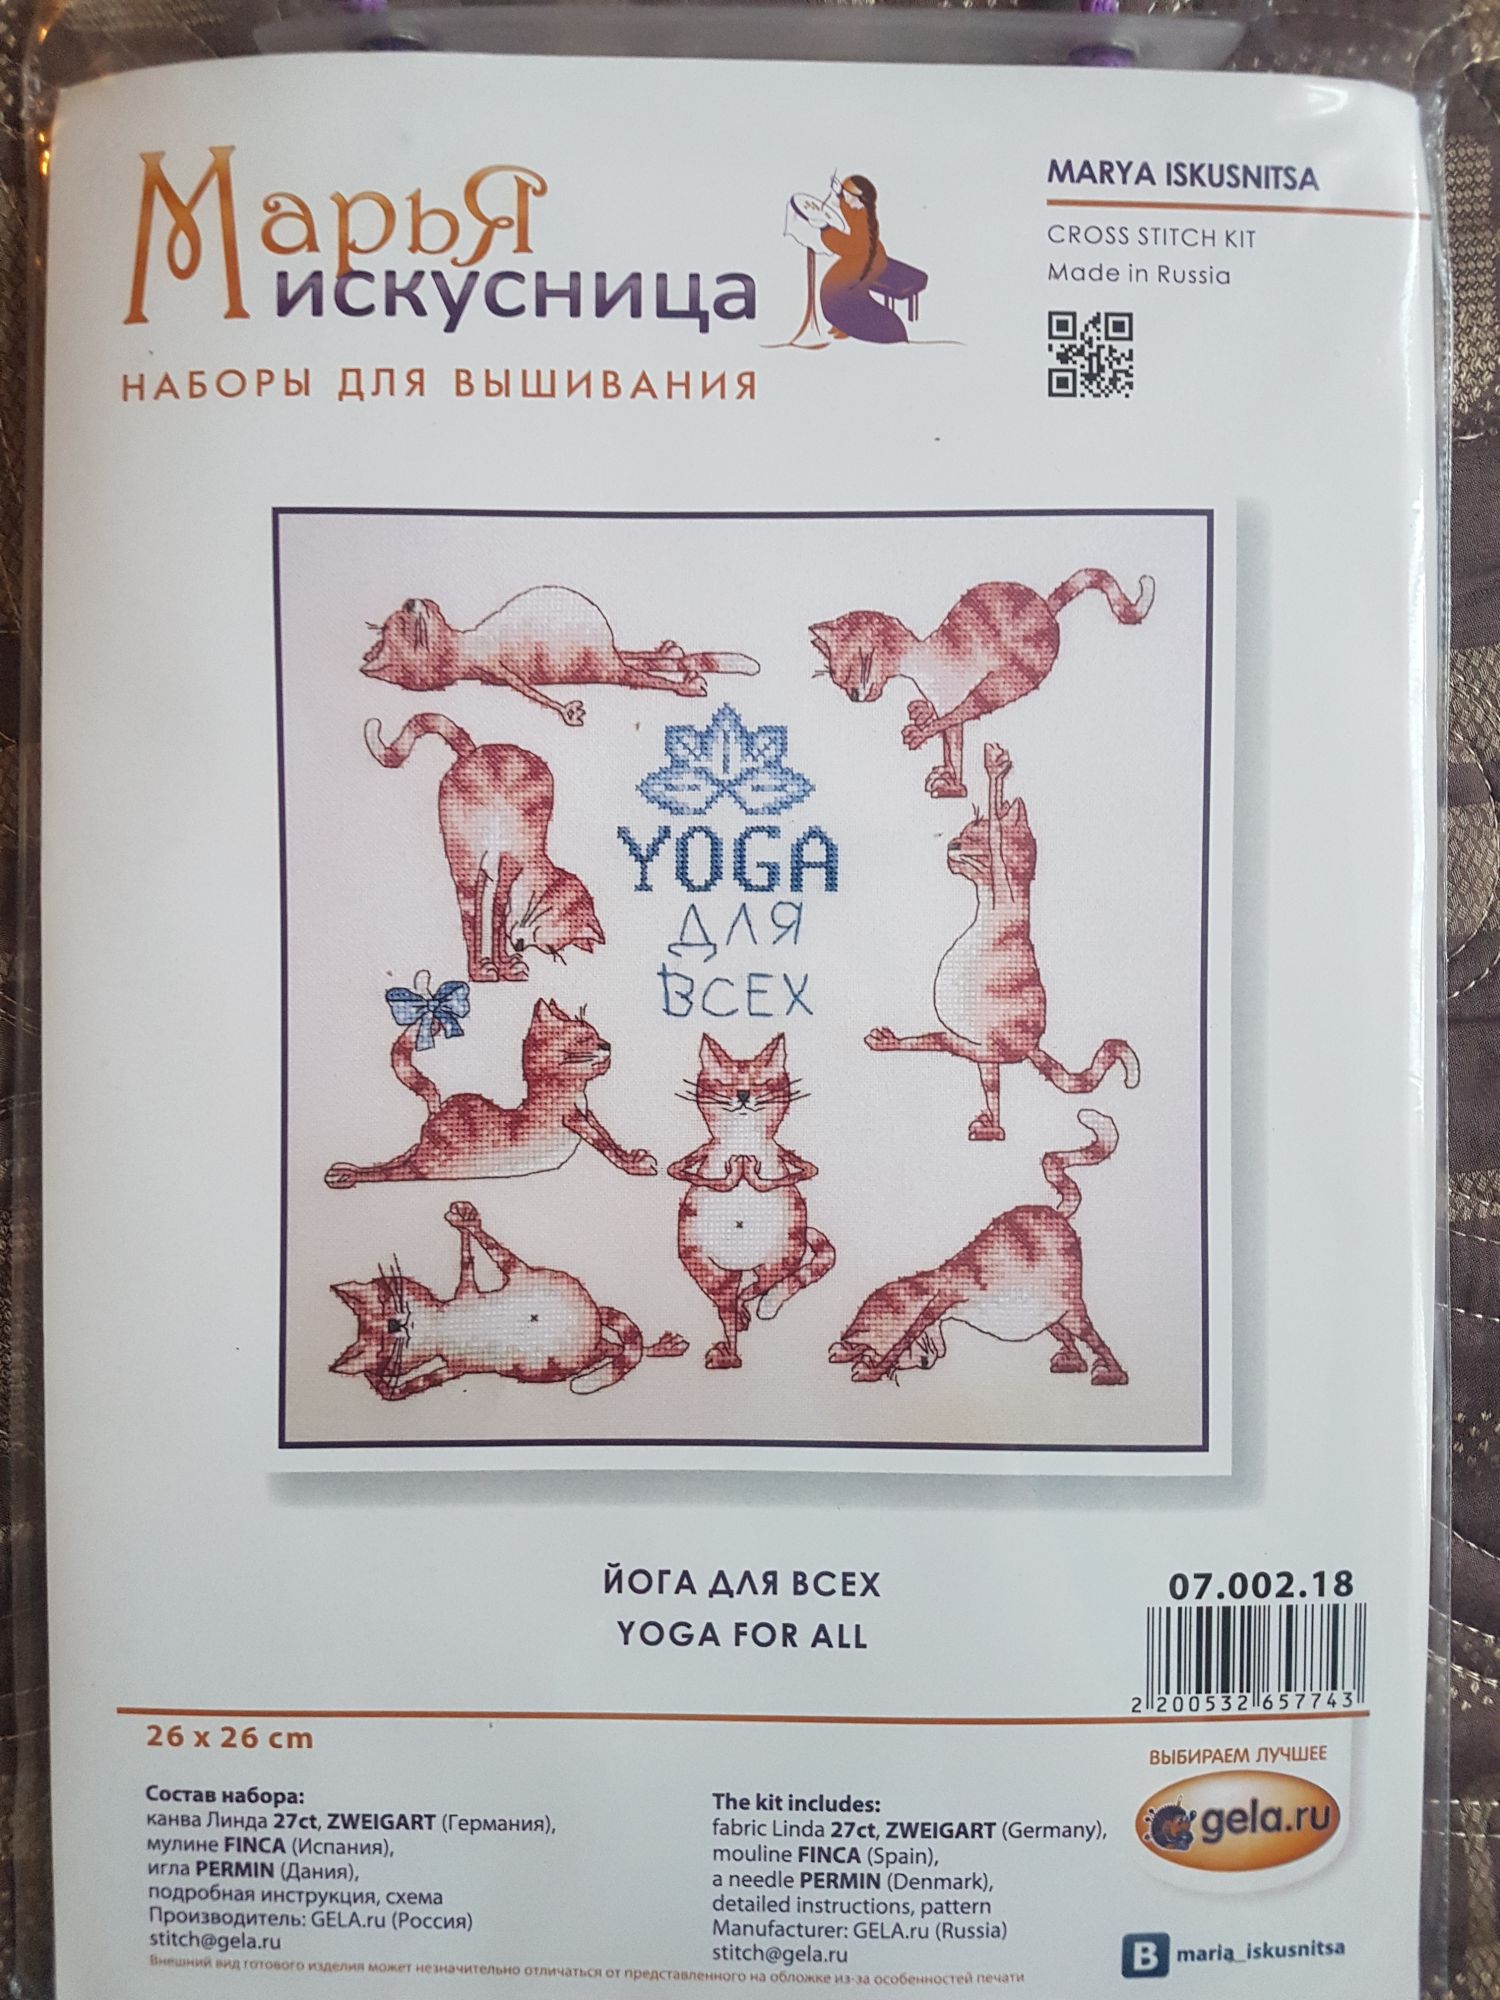 МарьЯ
искусница
НАБОРЫ ДЛЯ ВЫШИВАНИЯ
MARYA ISKUSNITSA
CROSS STITCH KIT
Made in Russia
YOGA
ДЛЯ
ВСЕХ
ЙОГА ДЛЯ ВСЕХ
YOGA FOR ALL
07.002.18
2 200532 657743
26 x 26 cm
Состав набора:
канва Линда 27ct, ZWEIGART (Германия),
мулине FINCA (Испания),
игла PERMIN (Дания),
подробная инструкция, схема
Производитель: GELA.ru (Россия)
stitch@gela.ru
The kit includes:
fabric Linda 27ct, ZWEIGART (Germany),
mouline FINCA (Spain),
a needle PERMIN (Denmark),
detailed instructions, pattern
Manufacturer: GELA.ru (Russia)
stitch@gela.ru
ВЫБИРАЕМ ЛУЧШЕЕ
gela.ru
B maria_iskusnitsa
Внешний вид готового изделия может незначительно отличаться от представленного на обложке из-за особенностей печати